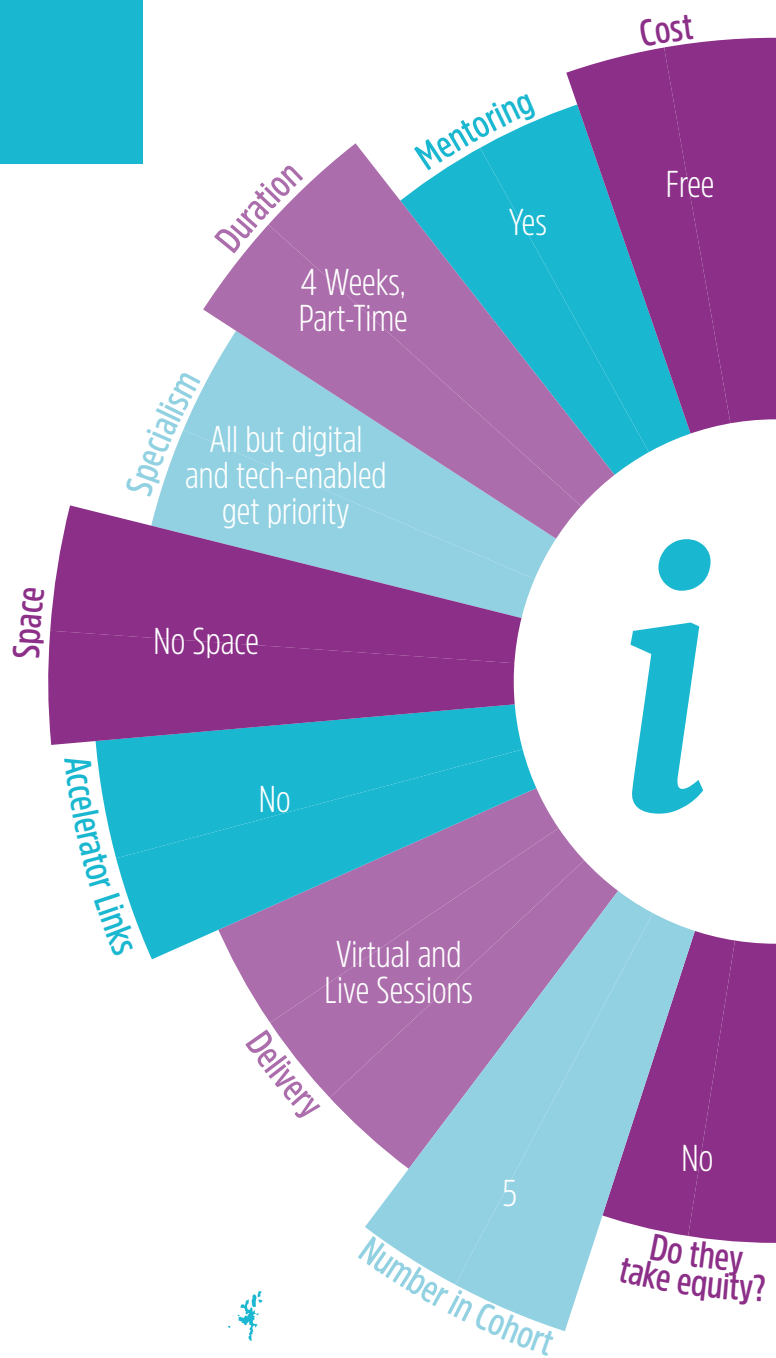 Cost
Free
Mentoring
Yes
Duration
4 Weeks,
Part-Time
Specialism
All but digital
and tech-enabled
get priority
Space
No Space
Accelerator Links
No
Delivery
Virtual and
Live Sessions
Number in Cohort
5
Do they
take equity?
No
i